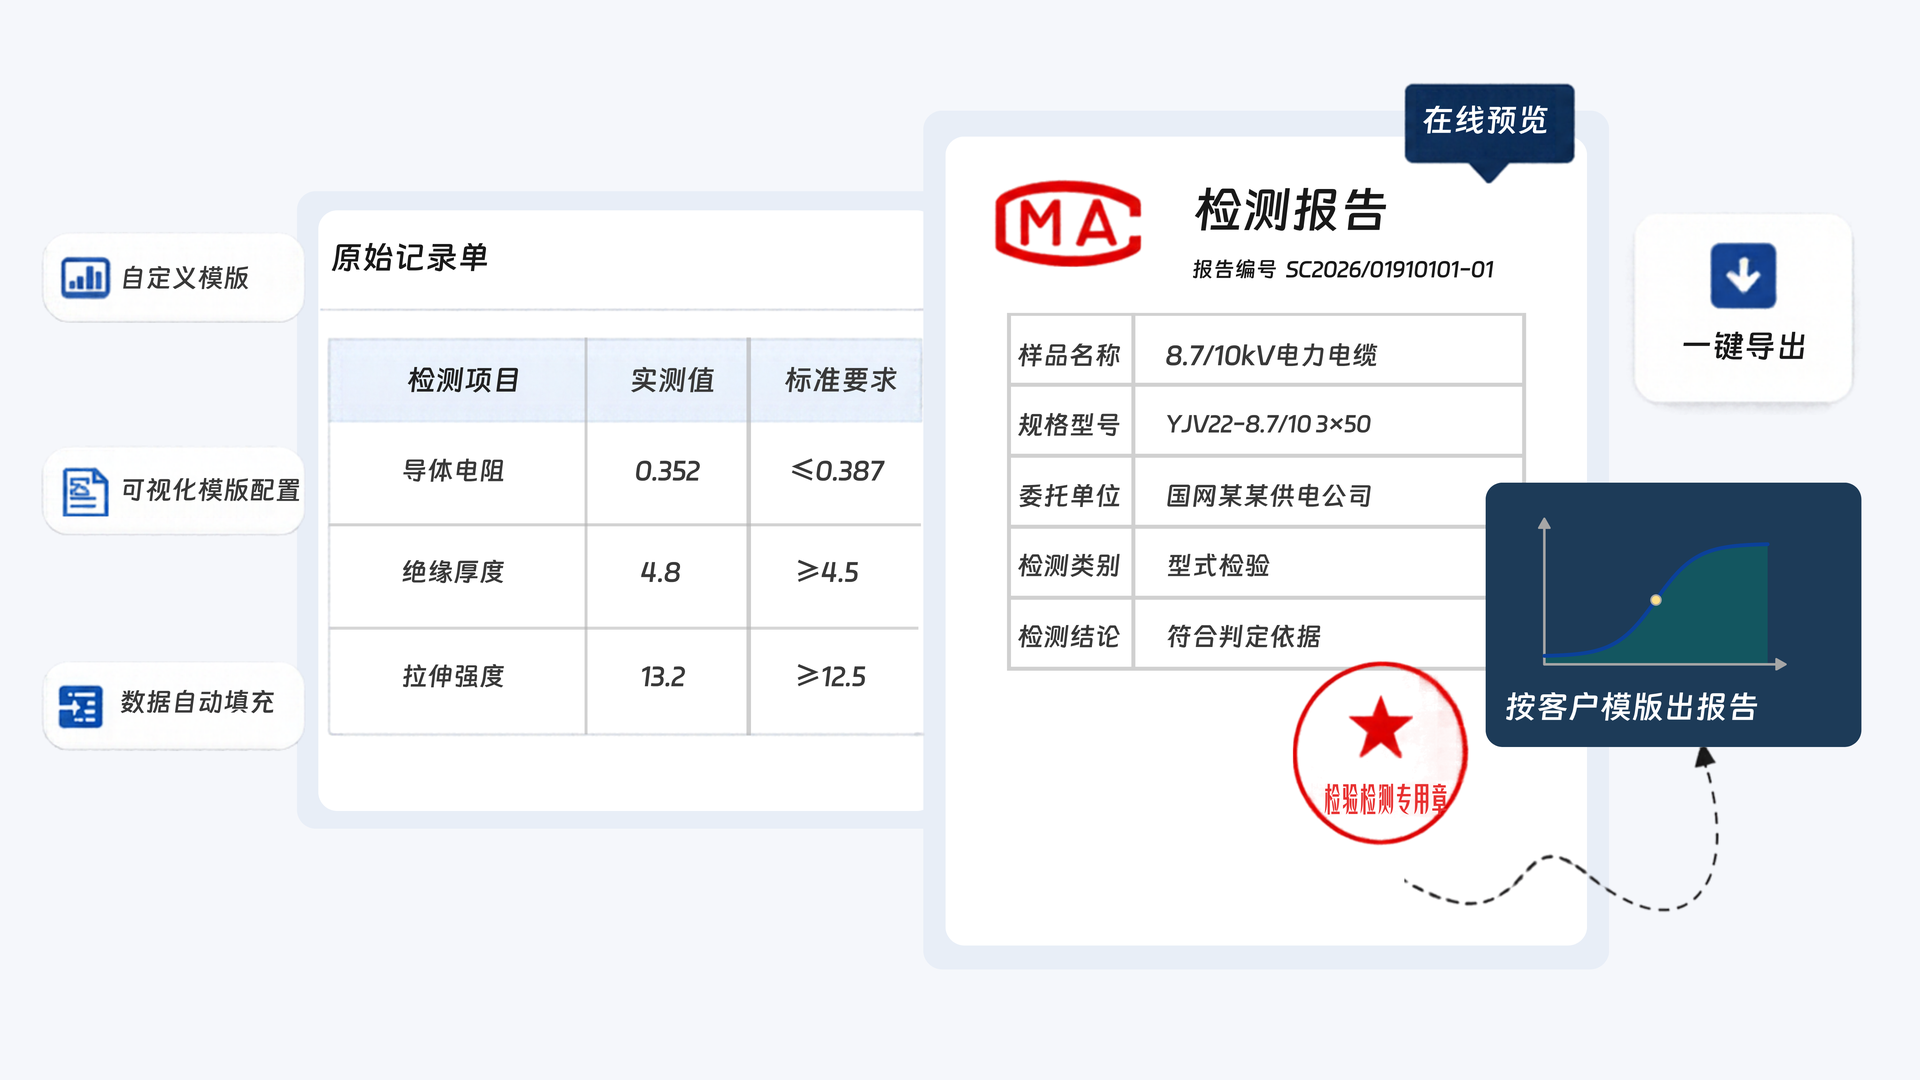 自定义模版
可视化模版配置
数据自动填充
原始记录单
检测项目 实测值 标准要求
导体电阻 0.352 ≤0.387
绝缘厚度 4.8 ≥4.5
拉伸强度 13.2 ≥12.5
在线预览
MA
检测报告
报告编号 SC2026/01910101-01
样品名称 8.7/10kV电力电缆
规格型号 YJV22-8.7/10 3×50
委托单位 国网某某供电公司
检测类别 型式检验
检测结论 符合判定依据
检验检测专用章
一键导出
按客户模版出报告